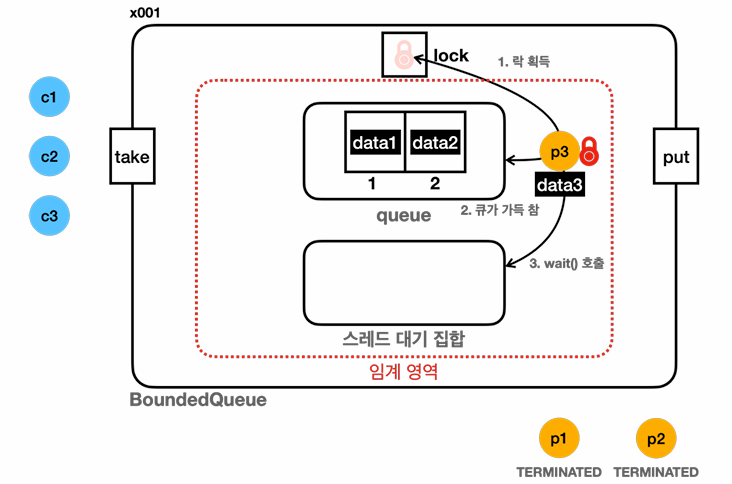 x001
lock
1. 락 획득
c1
c2
c3
take
data1
data2
1
2
queue
p3
data3
put
2. 큐가 가득 참
3. wait() 호출
스레드 대기 집합
임계 영역
BoundedQueue
p1
p2
TERMINATED
TERMINATED